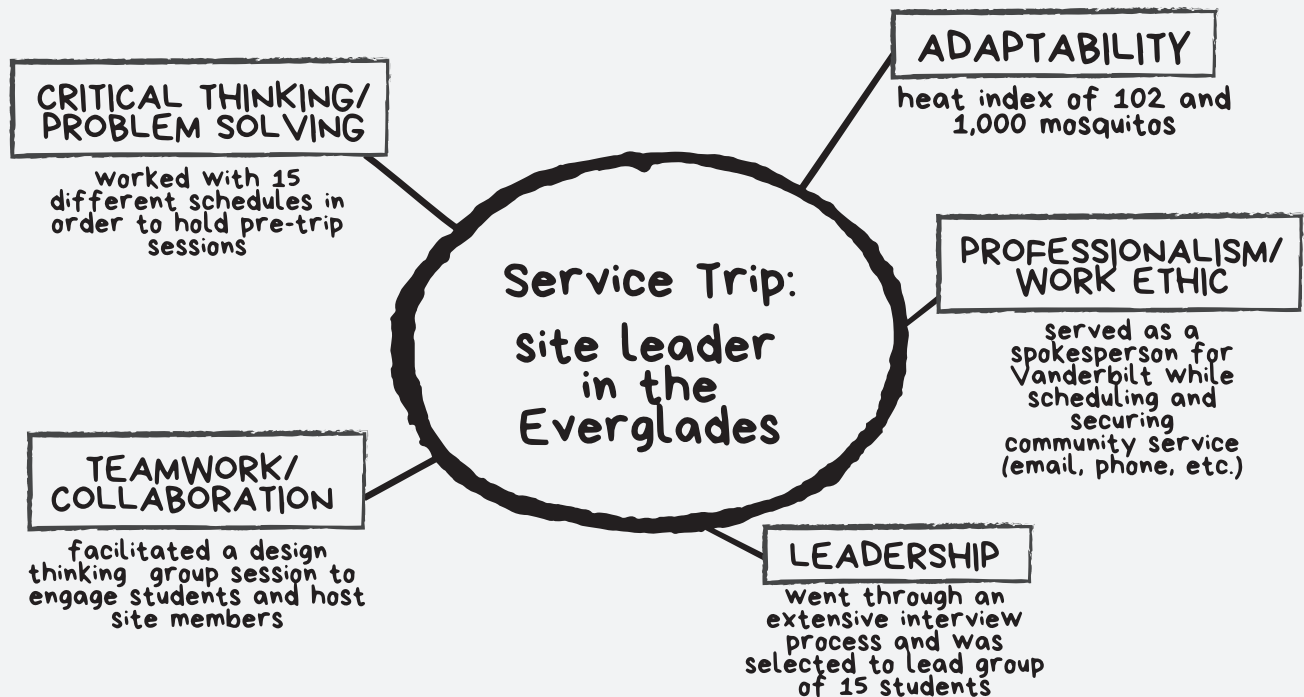 ADAPTABILITY
heat index of 102 and
1,000 mosquitos
CRITICAL THINKING/
PROBLEM SOLVING
worked with 15
different schedules in
order to hold pre-trip
sessions
PROFESSIONALISM/
WORK ETHIC
served as a
spokesperson for
Vanderbilt while
scheduling and
securing
community service
(email, phone, etc.)
Service Trip:
site leader
in the
Everglades
TEAMWORK/
COLLABORATION
facilitated a design
thinking group session to
engage students and host
site members
LEADERSHIP
went through an
extensive interview
process and was
selected to lead group
of 15 students